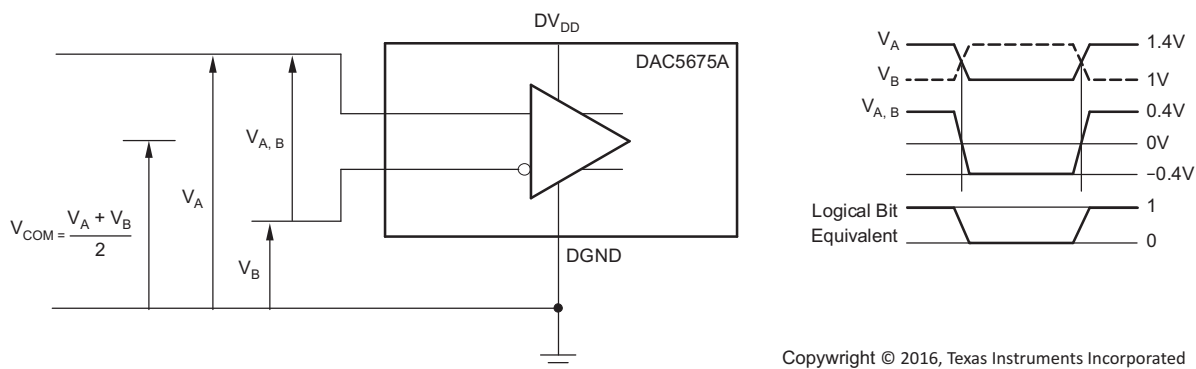 DV_DD
DAC5675A
V_A, B
V_A
V_COM = V_A + V_B
2
V_B
DGND
V_A
1.4V
V_B
1V
V_A, B
0.4V
0V
−0.4V
Logical Bit
Equivalent
1
0
Copywright © 2016, Texas Instruments Incorporated